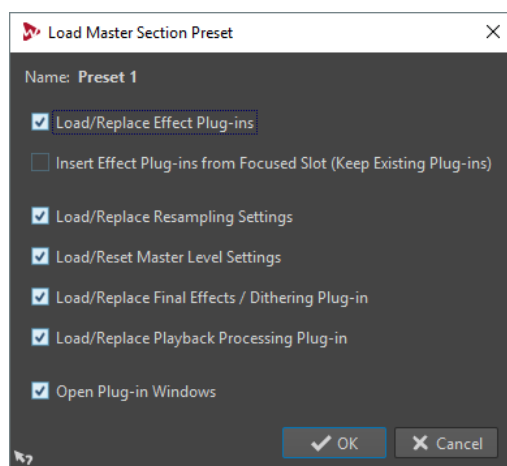 Load Master Section Preset
Name: Preset 1
Load/Replace Effect Plug-ins
Insert Effect Plug-ins from Focused Slot (Keep Existing Plug-ins)
Load/Replace Resampling Settings
Load/Reset Master Level Settings
Load/Replace Final Effects / Dithering Plug-in
Load/Replace Playback Processing Plug-in
Open Plug-in Windows
OK Cancel
?